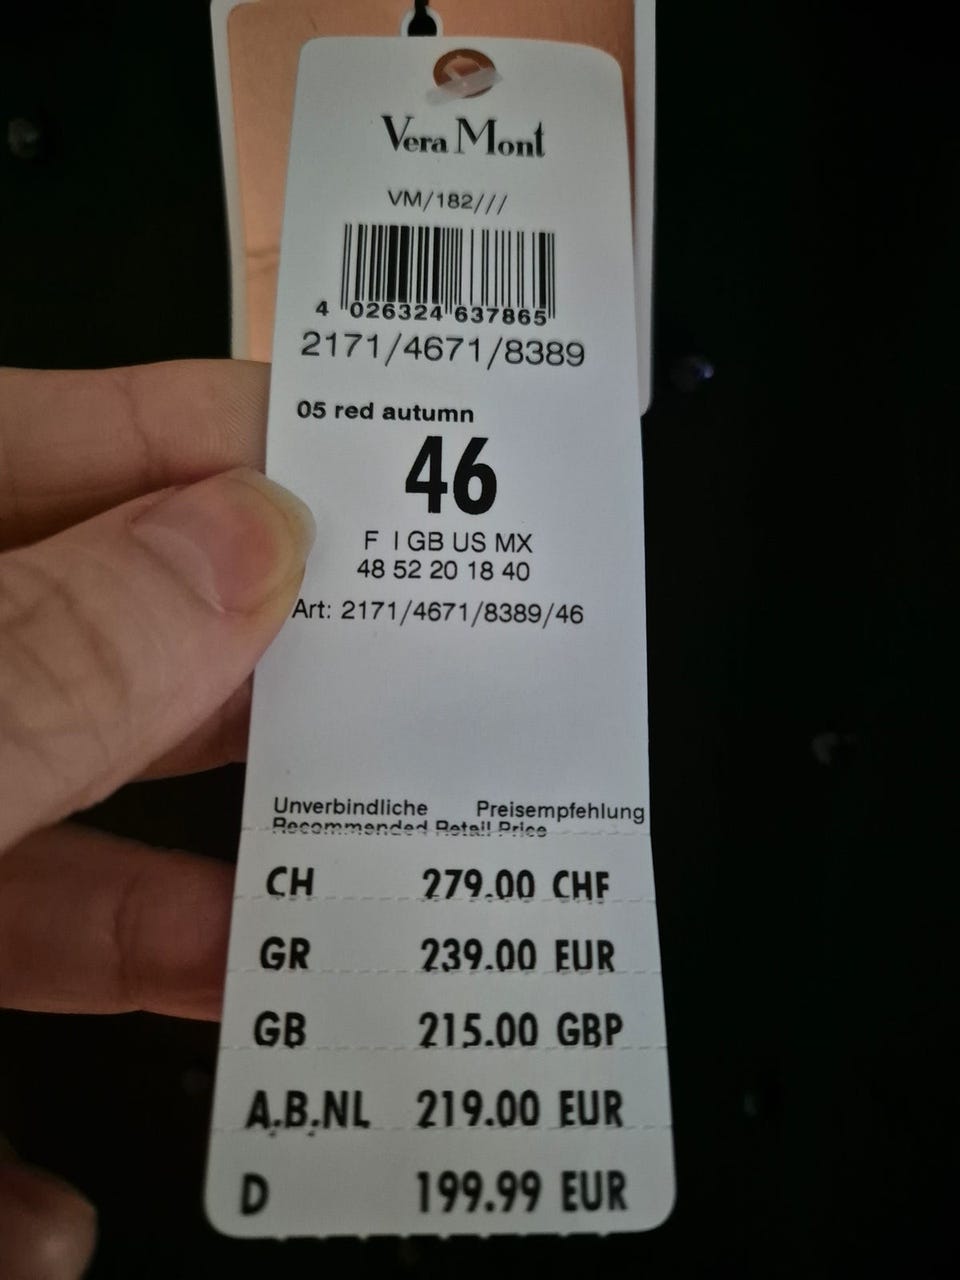 Vera Mont
VM/182///
4 026324 637865
2171/4671/8389
05 red autumn
46
F I GB US MX
48 52 20 18 40
Art: 2171/4671/8389/46
Unverbindliche Preisempfehlung
Recommended Retail Price
CH 279.00 CHF
GR 239.00 EUR
GB 215.00 GBP
A.B.NL 219.00 EUR
D 199.99 EUR